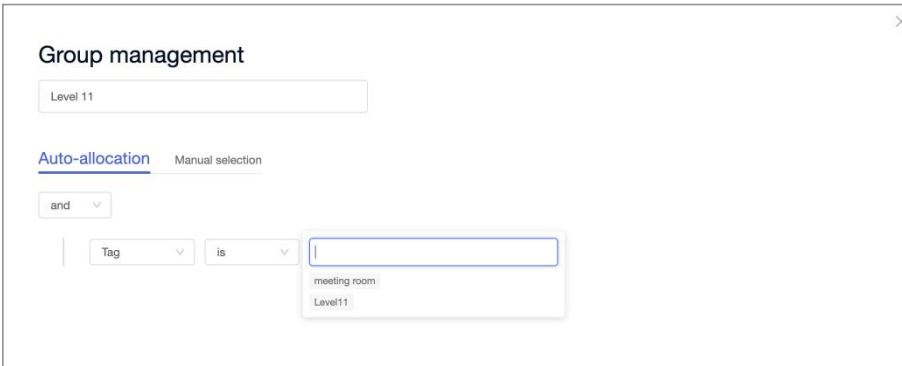 Group management
Level 11
Auto-allocation Manual selection
and
Tag is
meeting room
Level11